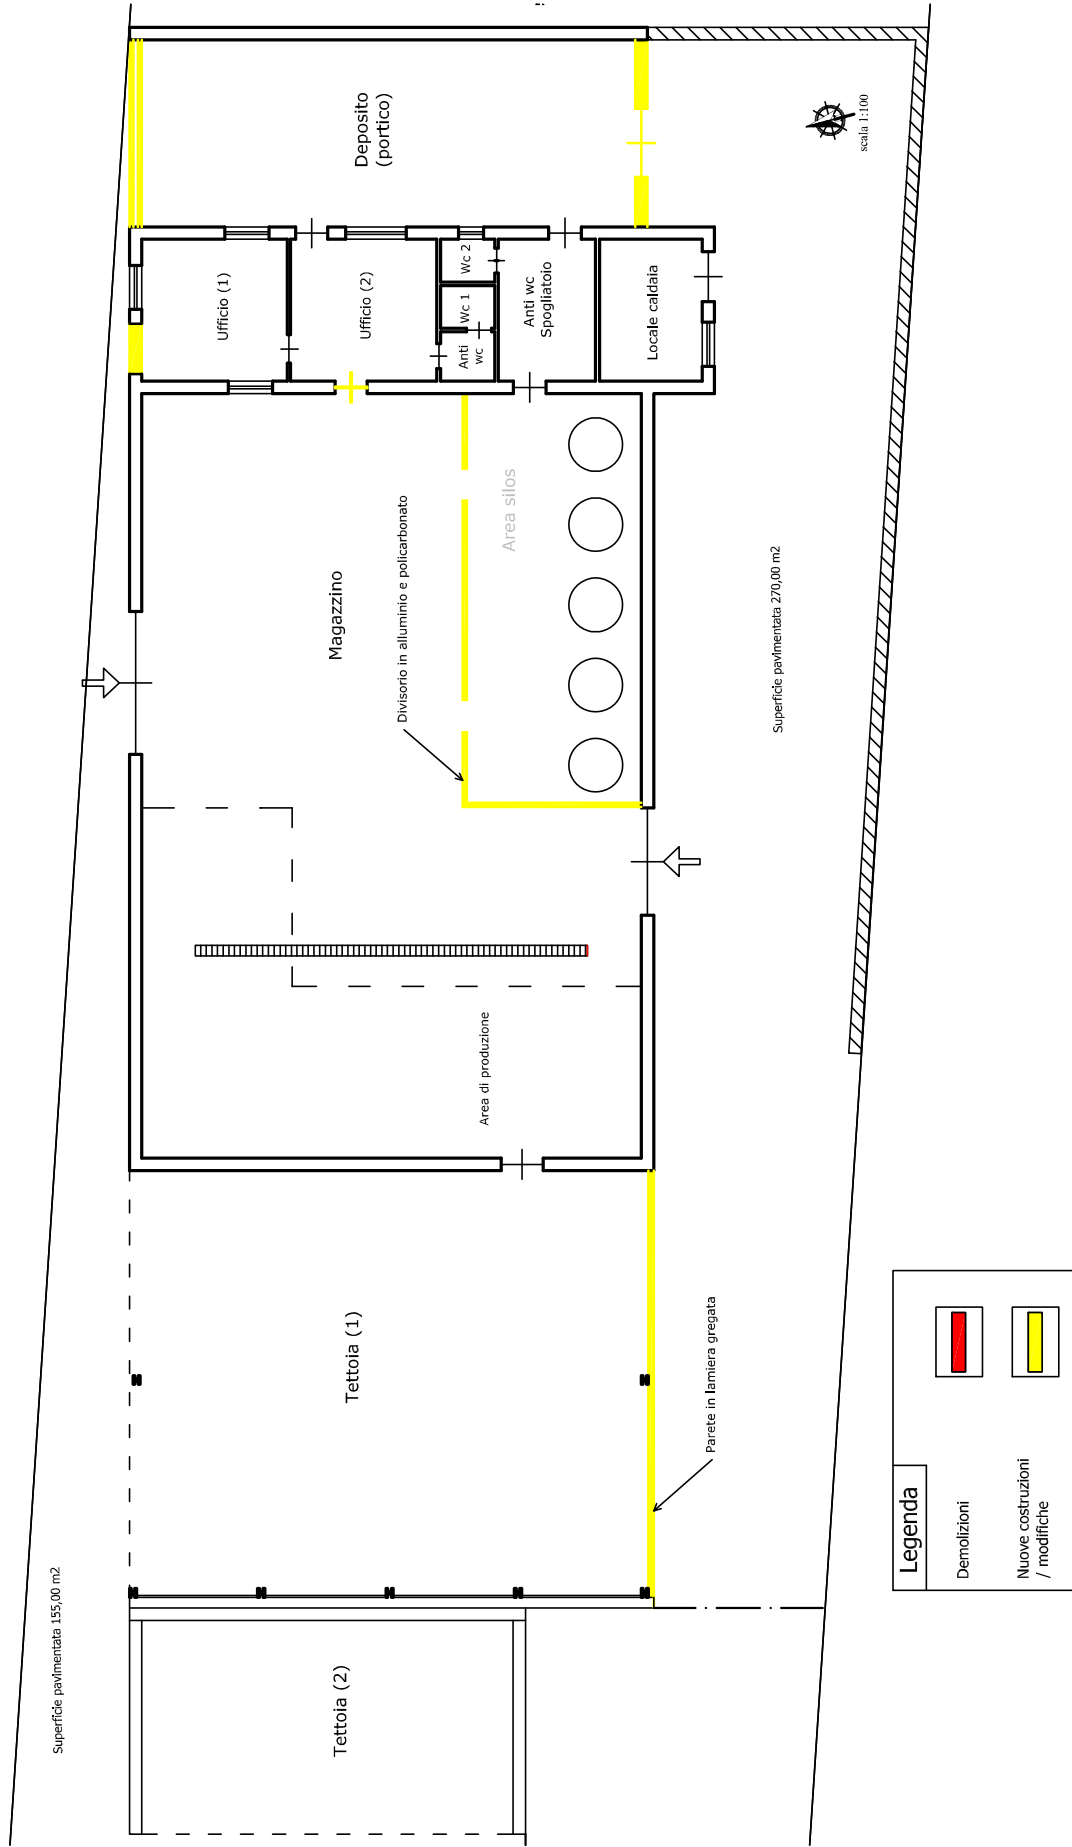 Deposito
(portico)
scala 1:100
Ufficio (1)
Ufficio (2)
Wc 2
Wc 1
Anti
wc
Anti wc
Spogliatoio
Locale caldaia
Area silos
Divisorio in alluminio e policarbonato
Magazzino
Superficie pavimentata 270,00 m2
Area di produzione
Tettoia (1)
Parete in lamiera gregata
Superficie pavimentata 155,00 m2
Tettoia (2)
Legenda
Demolizioni
Nuove costruzioni
/ modifiche